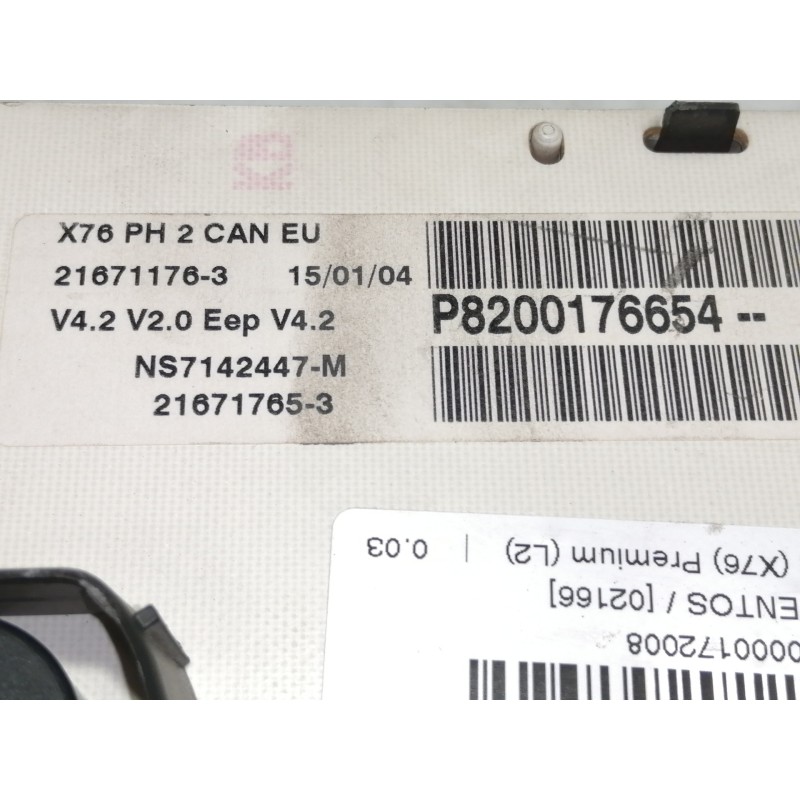 X76 PH 2 CAN EU
21671176-3 15/01/04
V4.2 V2.0 Eep V4.2
P8200176654--
NS7142447-M
21671765-3
(X76) Premium (L2) | 0.03
ENTOS / [02166]
0000172008